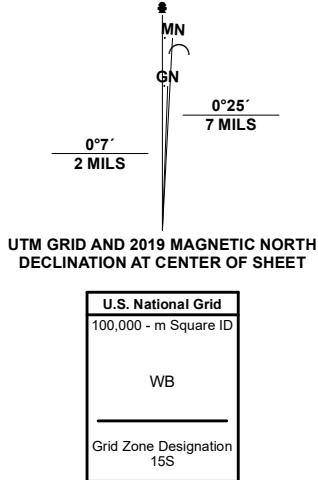 MN
GN
0°25´
7 MILS
0°7´
2 MILS
UTM GRID AND 2019 MAGNETIC NORTH
DECLINATION AT CENTER OF SHEET
U.S. National Grid
100,000 - m Square ID
WB
Grid Zone Designation
15S